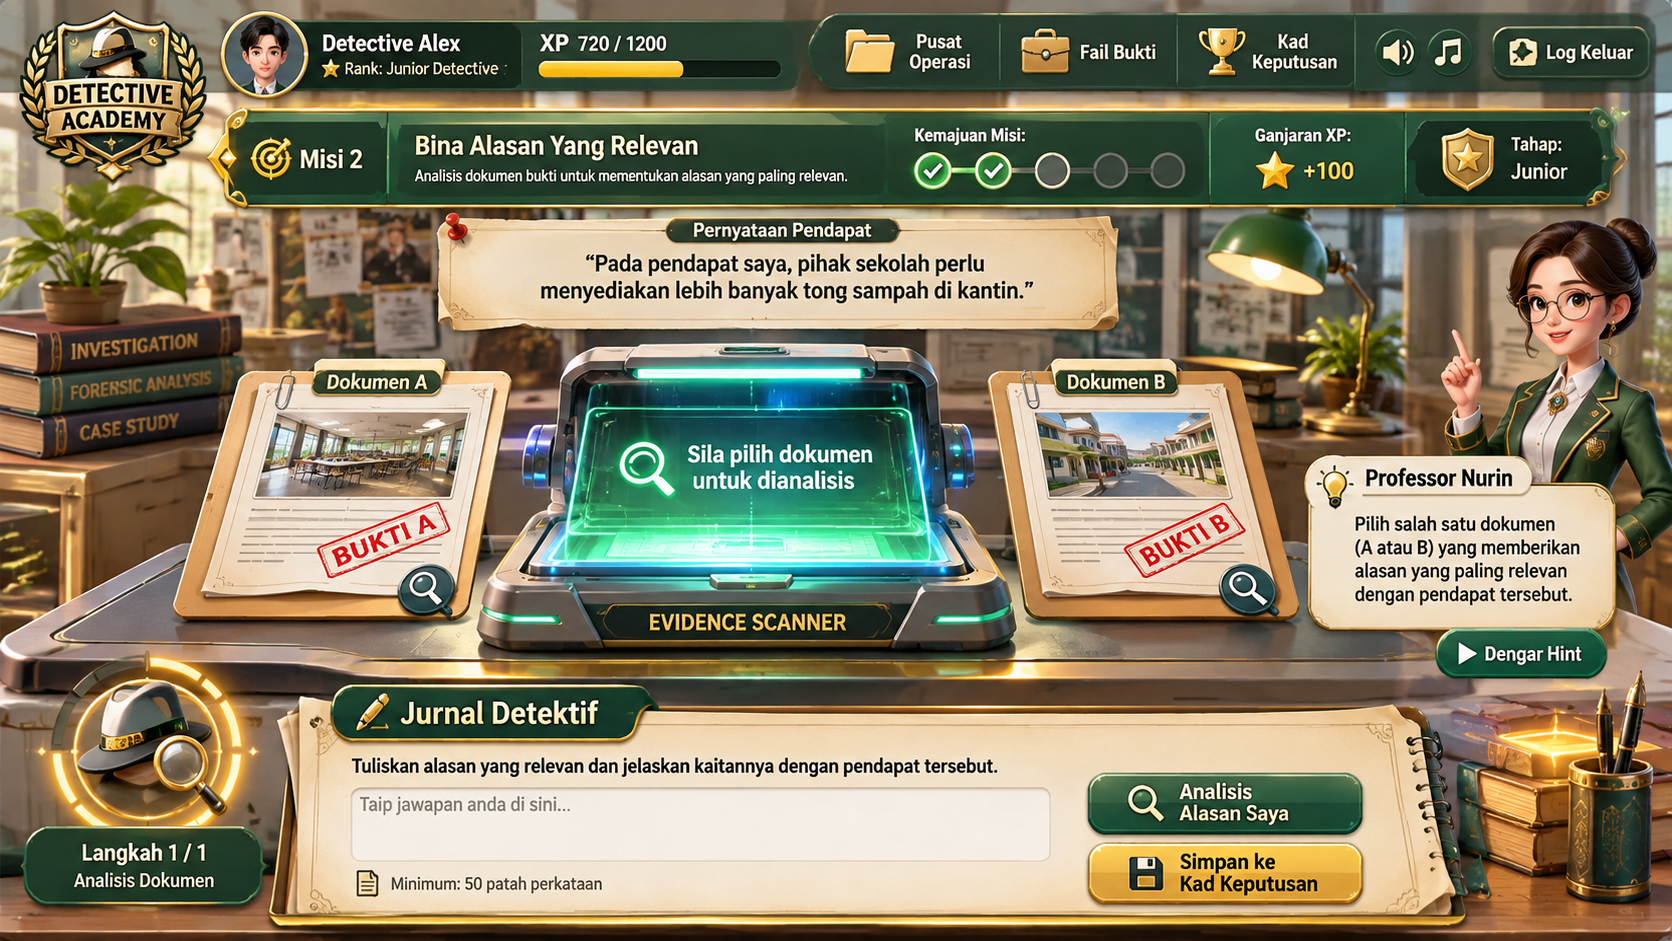 DETECTIVE
ACADEMY
Detective Alex
Rank: Junior Detective
XP 720 / 1200
Pusat
Operasi
Fail Bukti
Kad
Keputusan
Log Keluar
Misi 2
Bina Alasan Yang Relevan
Analisis dokumen bukti untuk mementukan alasan yang paling relevan.
Kemajuan Misi:
Ganjaran XP:
+100
Tahap:
Junior
Pernyataan Pendapat
“Pada pendapat saya, pihak sekolah perlu
menyediakan lebih banyak tong sampah di kantin.”
INVESTIGATION
FORENSIC ANALYSIS
CASE STUDY
Dokumen A
BUKTI A
Sila pilih dokumen
untuk dianalisis
EVIDENCE SCANNER
Dokumen B
BUKTI B
Professor Nurin
Pilih salah satu dokumen
(A atau B) yang memberikan
alasan yang paling relevan
dengan pendapat tersebut.
Dengar Hint
Langkah 1 / 1
Analisis Dokumen
Jurnal Detektif
Tuliskan alasan yang relevan dan jelaskan kaitannya dengan pendapat tersebut.
Taip jawapan anda di sini...
Minimum: 50 patah perkataan
Analisis
Alasan Saya
Simpan ke
Kad Keputusan